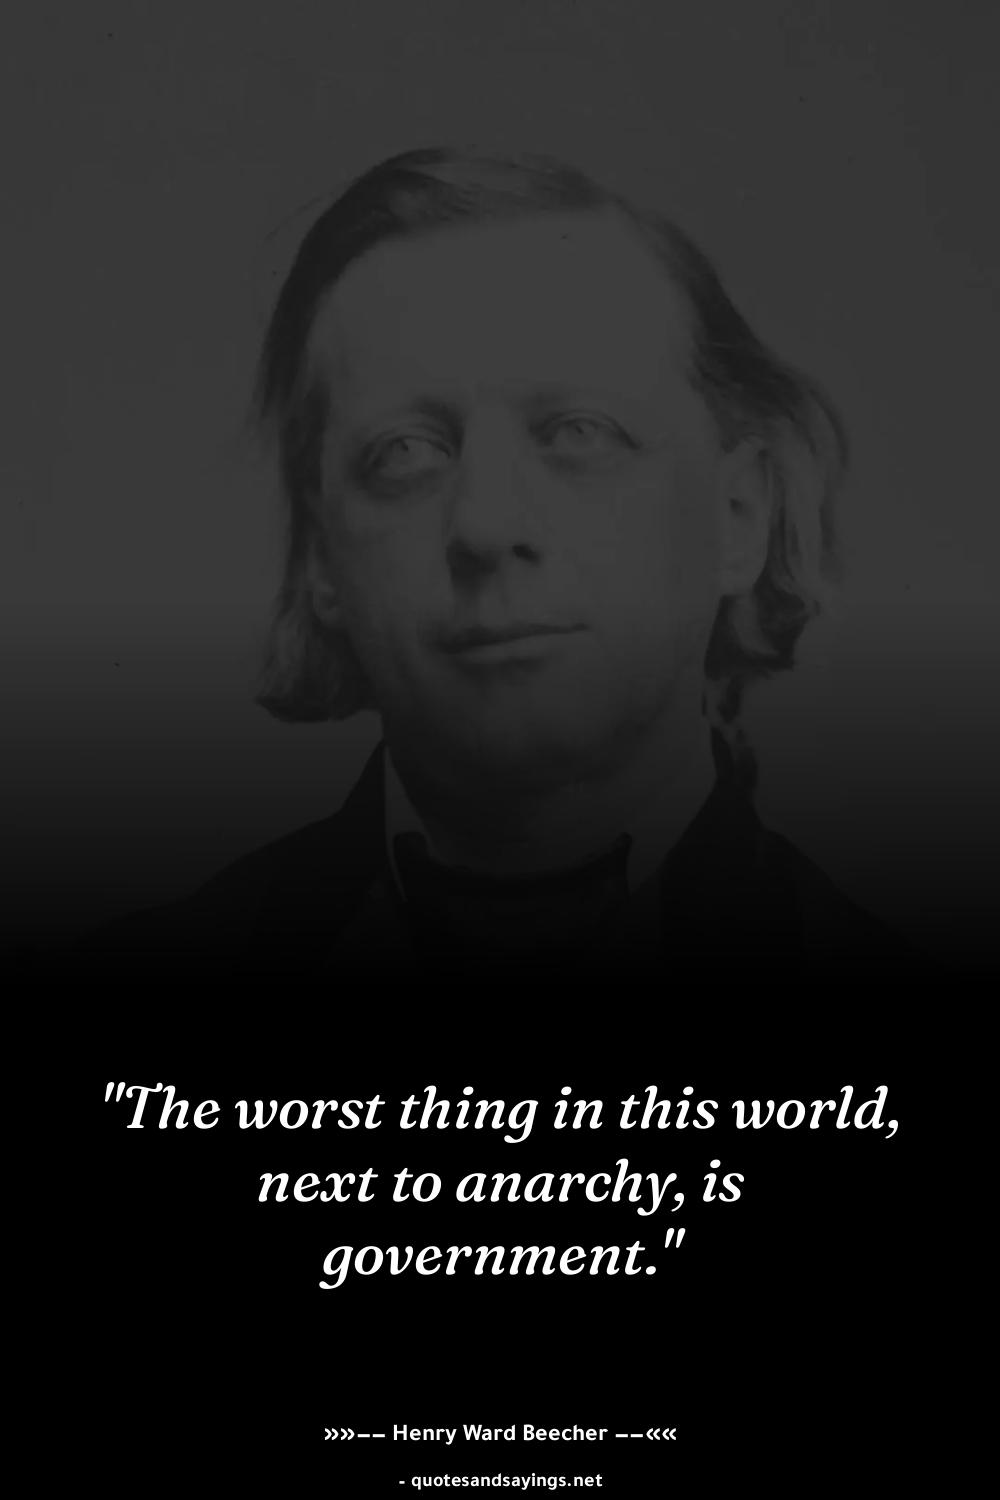 "The worst thing in this world,
next to anarchy, is
government."
»»–– Henry Ward Beecher ––««
- quotesandsayings.net